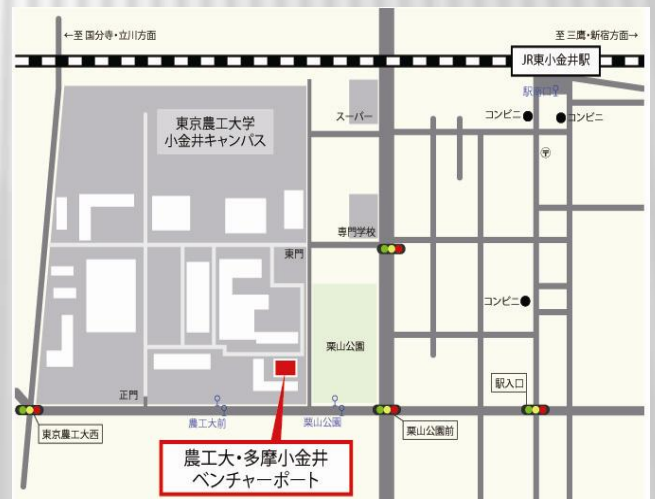 ←至 国分寺・立川方面
至 三鷹・新宿方面→
JR東小金井駅
駅南口
コンビニ
コンビニ
スーパー
東京農工大学
小金井キャンパス
〒
専門学校
東門
コンビニ
栗山公園
正門
駅入口
東京農工大西
農工大前
栗山公園
栗山公園前
農工大・多摩小金井
ベンチャーポート